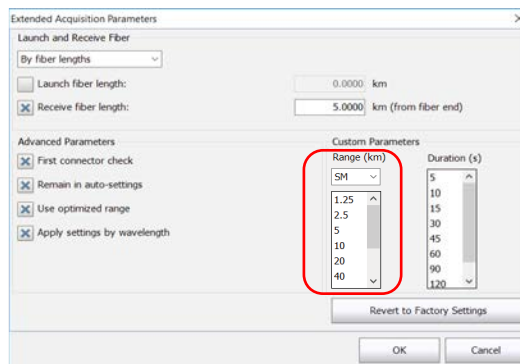 Extended Acquisition Parameters
Launch and Receive Fiber
By fiber lengths
Launch fiber length: 0.0000 km
Receive fiber length: 5.0000 km (from fiber end)
Advanced Parameters
First connector check
Remain in auto-settings
Use optimized range
Apply settings by wavelength
Custom Parameters
Range (km) Duration (s)
SM
1.25
2.5
5
10
20
40
5
10
15
30
45
60
90
120
Revert to Factory Settings
OK Cancel